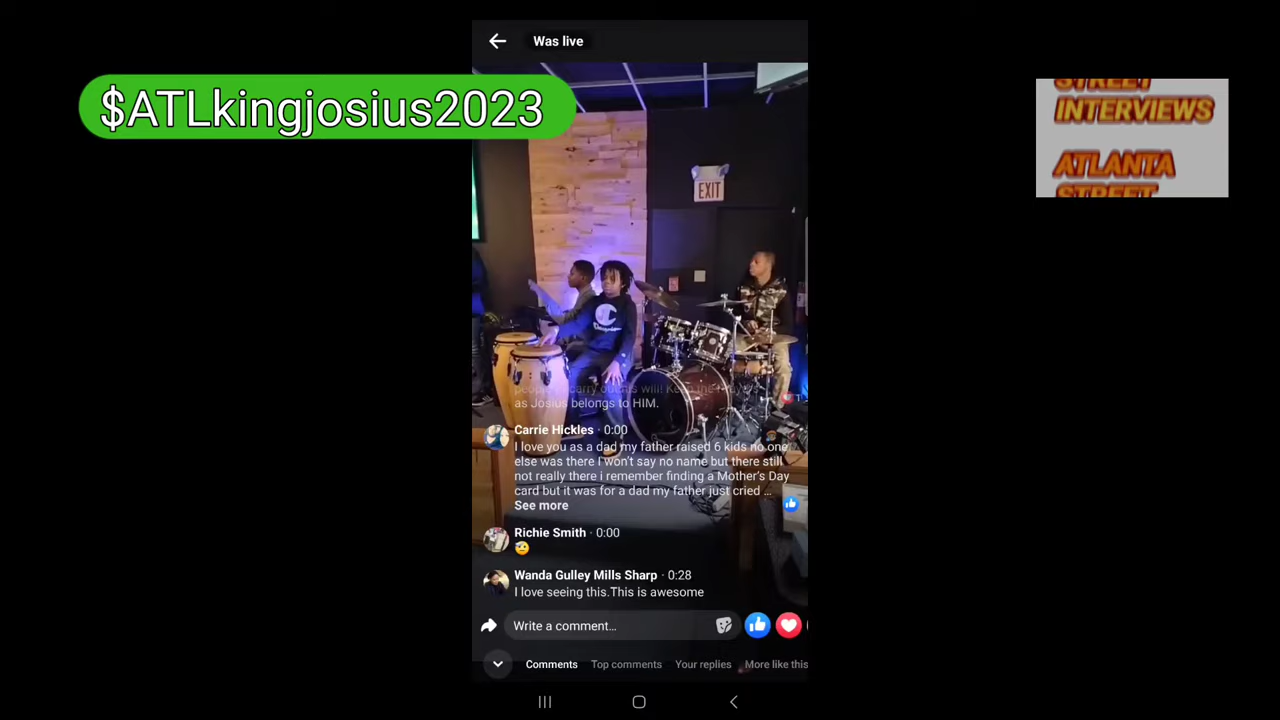 Was live
$ATLkingjosius2023
STREET
INTERVIEWS
ATLANTA
STREET
EXIT
C
Champion
as Josius belongs to HIM.
Carrie Hickles · 0:00
I love you as a dad my father raised 6 kids no one
else was there I won't say no name but there still
not really there i remember finding a Mother's Day
card but it was for a dad my father just cried ...
See more
Richie Smith · 0:00
Wanda Gulley Mills Sharp · 0:28
I love seeing this.This is awesome
Write a comment...
Comments Top comments Your replies More like this